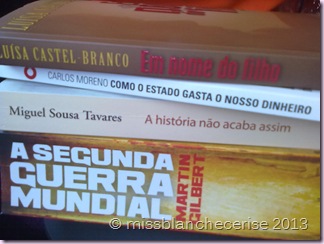 LUÍSA CASTEL-BRANCO Em nome do filho
CARLOS MORENO COMO O ESTADO GASTA O NOSSO DINHEIRO
Miguel Sousa Tavares A história não acaba assim
A SEGUNDA
GUERRA
MUNDIAL
MARTIN
GILBERT
© missblanchecerise 2013